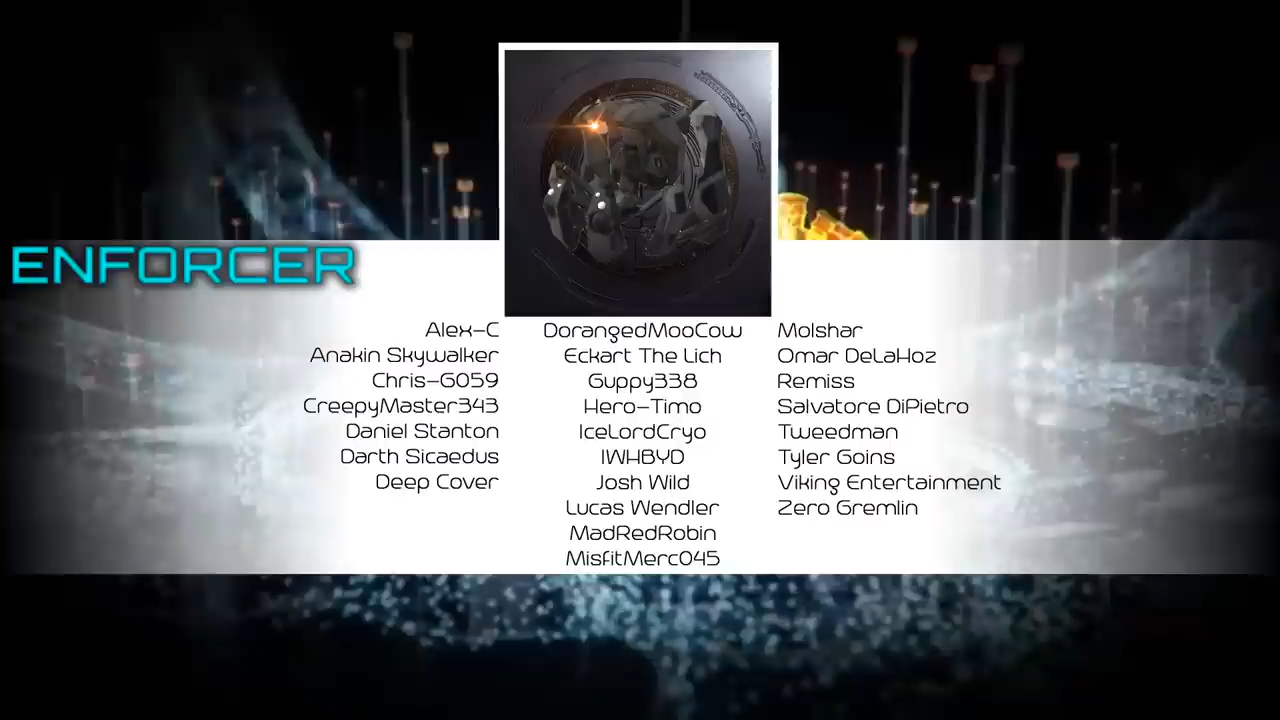 ENFORCER
Alex-C
Anakin Skywalker
Chris-G059
CreepyMaster343
Daniel Stanton
Darth Sicaedus
Deep Cover
DorangedMooCow
Eckart The Lich
Guppy338
Hero-Timo
IceLordCryo
IWHBYD
Josh Wild
Lucas Wendler
MadRedRobin
MisfitMerc045
Molshar
Omar DeLaHoz
Remiss
Salvatore DiPietro
Tweedman
Tyler Goins
Viking Entertainment
Zero Gremlin